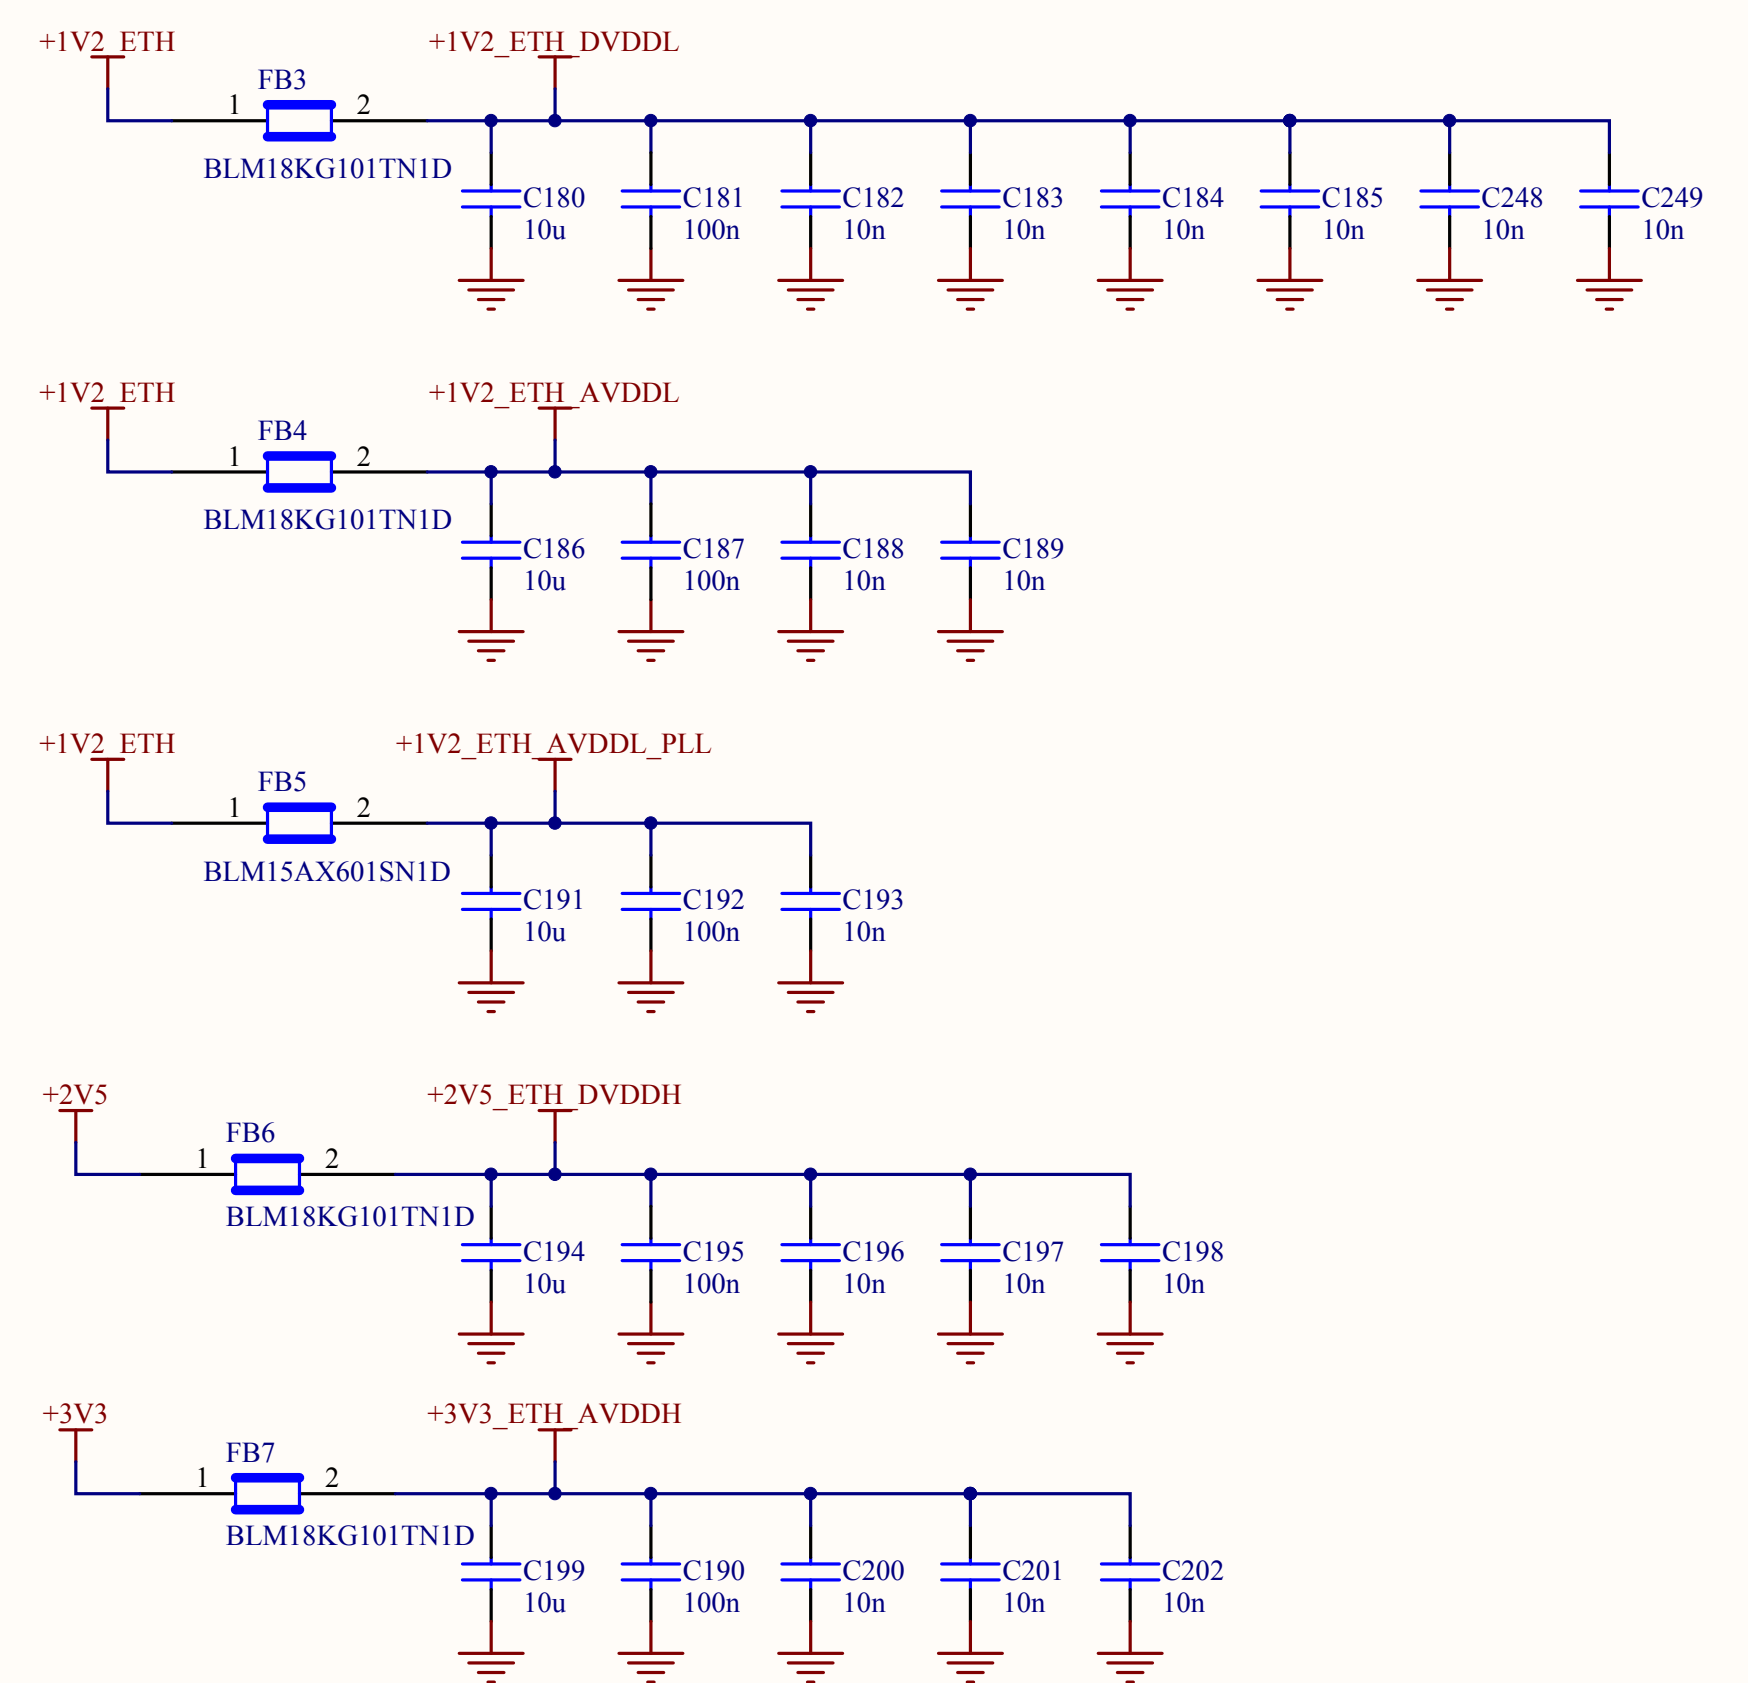 +1V2_ETH +1V2_ETH_DVDDL
FB3
1 2
BLM18KG101TN1D
C180 C181 C182 C183 C184 C185 C248 C249
10u 100n 10n 10n 10n 10n 10n 10n
+1V2_ETH +1V2_ETH_AVDDL
FB4
1 2
BLM18KG101TN1D
C186 C187 C188 C189
10u 100n 10n 10n
+1V2_ETH +1V2_ETH_AVDDL_PLL
FB5
1 2
BLM15AX601SN1D
C191 C192 C193
10u 100n 10n
+2V5 +2V5_ETH_DVDDH
FB6
1 2
BLM18KG101TN1D
C194 C195 C196 C197 C198
10u 100n 10n 10n 10n
+3V3 +3V3_ETH_AVDDH
FB7
1 2
BLM18KG101TN1D
C199 C190 C200 C201 C202
10u 100n 10n 10n 10n